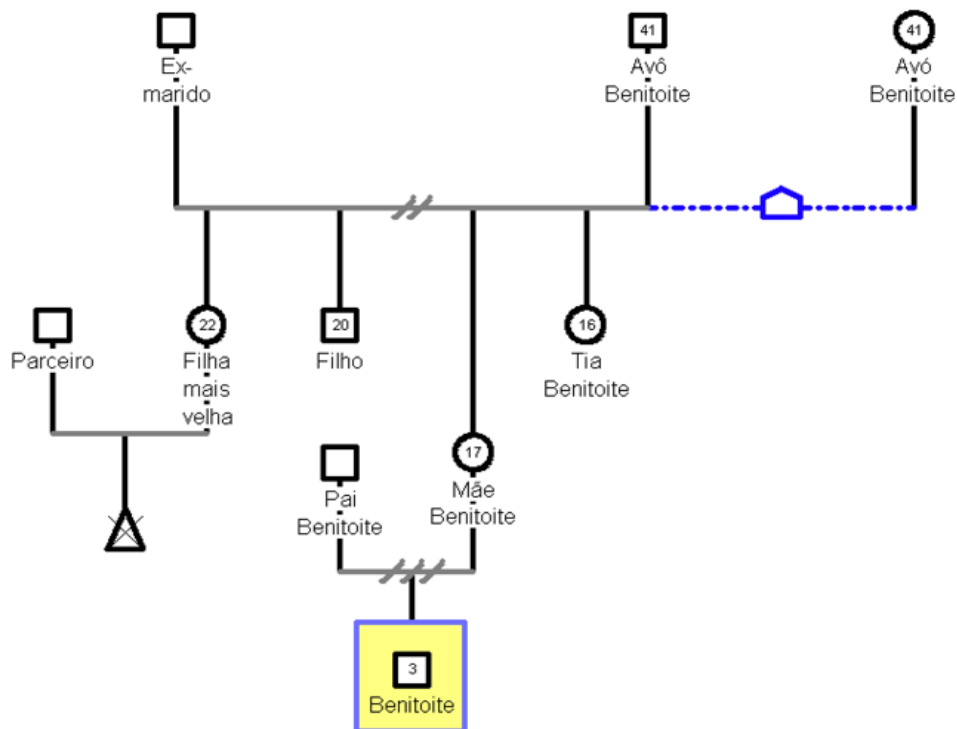 Ex-
marido
41
Avô
Benitoite
41
Avó
Benitoite
Parceiro
22
Filha
mais
velha
20
Filho
16
Tia
Benitoite
Pai
Benitoite
17
Mãe
Benitoite
3
Benitoite